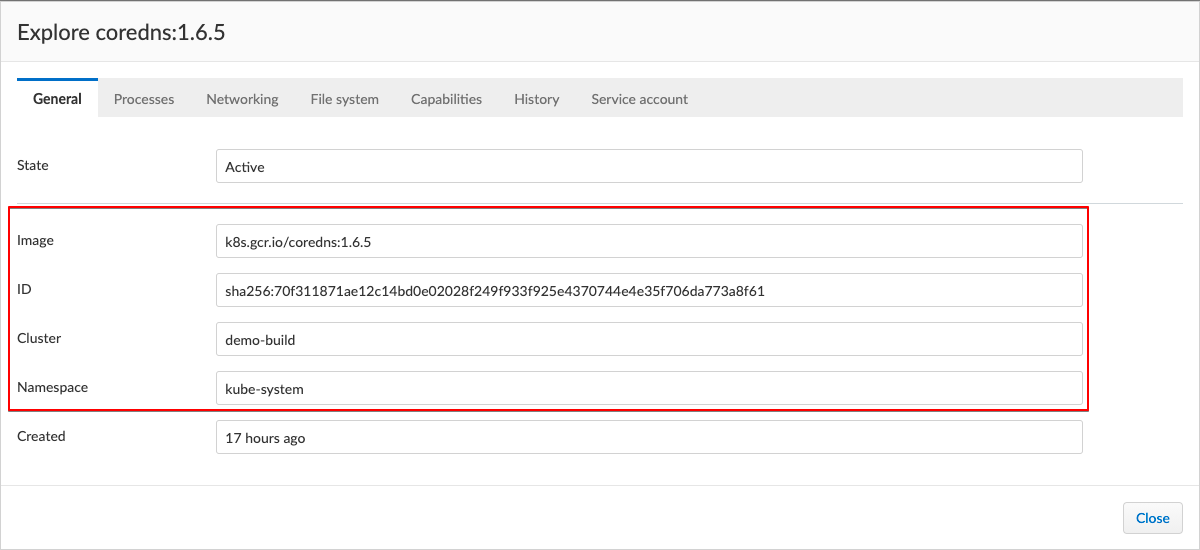 Explore coredns:1.6.5
General Processes Networking File system Capabilities History Service account
State Active
Image k8s.gcr.io/coredns:1.6.5
ID sha256:70f311871ae12c14bd0e02028f249f933f925e4370744e4e35f706da773a8f61
Cluster demo-build
Namespace kube-system
Created 17 hours ago
Close